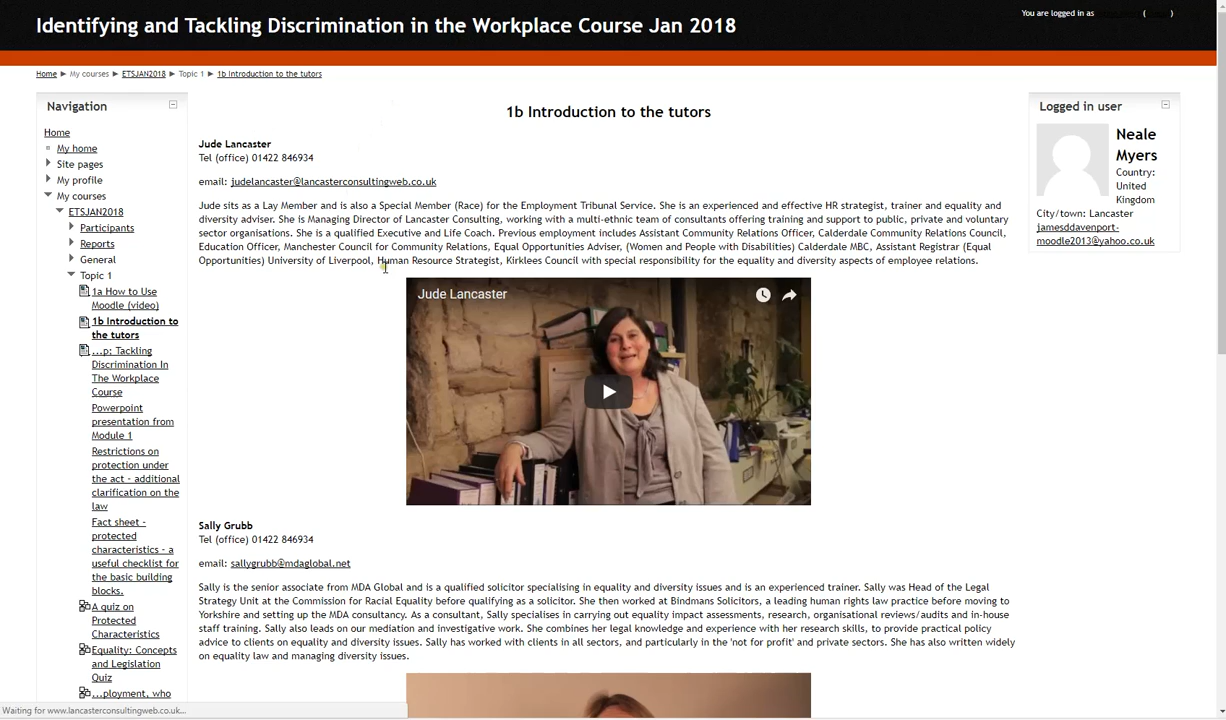 Identifying and Tackling Discrimination in the Workplace Course Jan 2018
You are logged in as
( )
Home ► My courses ► ETSJAN2018 ► Topic 1 ► 1b Introduction to the tutors
Navigation
Home
My home
Site pages
My profile
My courses
ETSJAN2018
Participants
Reports
General
Topic 1
1a How to Use
Moodle (video)
1b Introduction to
the tutors
...p: Tackling
Discrimination In
The Workplace
Course
Powerpoint
presentation from
Module 1
Restrictions on
protection under
the act - additional
clarification on the
law
Fact sheet -
protected
characteristics - a
useful checklist for
the basic building
blocks.
A quiz on
Protected
Characteristics
Equality: Concepts
and Legislation
Quiz
...ployment, who
1b Introduction to the tutors
Jude Lancaster
Tel (office) 01422 846934
email: judelancaster@lancasterconsultingweb.co.uk
Jude sits as a Lay Member and is also a Special Member (Race) for the Employment Tribunal Service. She is an experienced and effective HR strategist, trainer and equality and
diversity adviser. She is Managing Director of Lancaster Consulting, working with a multi-ethnic team of consultants offering training and support to public, private and voluntary
sector organisations. She is a qualified Executive and Life Coach. Previous employment includes Assistant Community Relations Officer, Calderdale Community Relations Council,
Education Officer, Manchester Council for Community Relations, Equal Opportunities Adviser, (Women and People with Disabilities) Calderdale MBC, Assistant Registrar (Equal
Opportunities) University of Liverpool, Human Resource Strategist, Kirklees Council with special responsibility for the equality and diversity aspects of employee relations.
Jude Lancaster
Sally Grubb
Tel (office) 01422 846934
email: sallygrubb@mdaglobal.net
Sally is the senior associate from MDA Global and is a qualified solicitor specialising in equality and diversity issues and is an experienced trainer. Sally was Head of the Legal
Strategy Unit at the Commission for Racial Equality before qualifying as a solicitor. She then worked at Bindmans Solicitors, a leading human rights law practice before moving to
Yorkshire and setting up the MDA consultancy. As a consultant, Sally specialises in carrying out equality impact assessments, research, organisational reviews/audits and in-house
staff training. Sally also leads on our mediation and investigative work. She combines her legal knowledge and experience with her research skills, to provide practical policy
advice to clients on equality and diversity issues. Sally has worked with clients in all sectors, and particularly in the 'not for profit' and private sectors. She has also written widely
on equality law and managing diversity issues.
Logged in user
Neale
Myers
Country:
United
Kingdom
City/town: Lancaster
jamesddavenport-
moodle2013@yahoo.co.uk
Waiting for www.lancasterconsultingweb.co.uk...